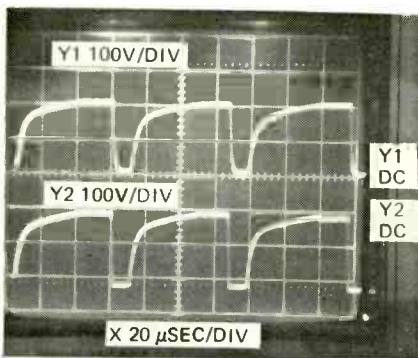 Y1 100V/DIV
Y1
DC
Y2 100V/DIV
Y2
DC
X 20 µSEC/DIV